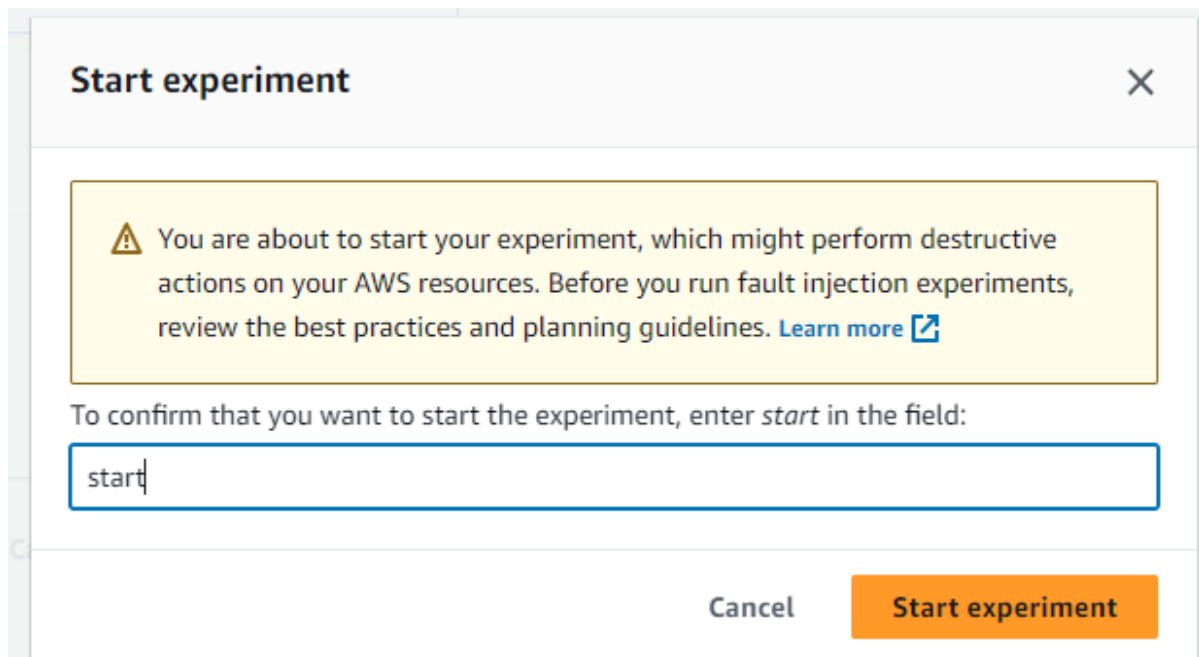 Start experiment
You are about to start your experiment, which might perform destructive
actions on your AWS resources. Before you run fault injection experiments,
review the best practices and planning guidelines. Learn more
To confirm that you want to start the experiment, enter start in the field:
start
Cancel
Start experiment